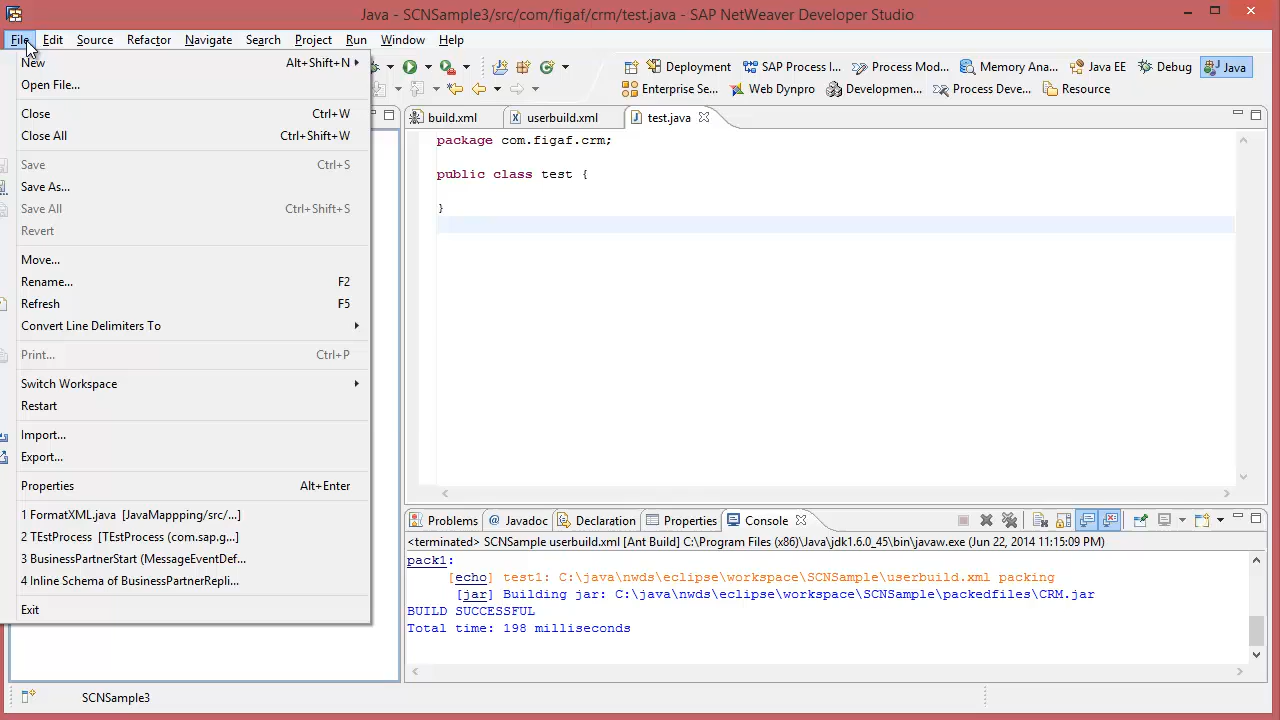 Java - SCNSample3/src/com/figaf/crm/test.java - SAP NetWeaver Developer Studio
File Edit Source Refactor Navigate Search Project Run Window Help
New Alt+Shift+N
Open File...
Close Ctrl+W
Close All Ctrl+Shift+W
Save Ctrl+S
Save As...
Save All Ctrl+Shift+S
Revert
Move...
Rename... F2
Refresh F5
Convert Line Delimiters To
Print... Ctrl+P
Switch Workspace
Restart
Import...
Export...
Properties Alt+Enter
1 FormatXML.java [JavaMappping/src/...]
2 TEstProcess [TEstProcess (com.sap.g...]
3 BusinessPartnerStart (MessageEventDef...
4 Inline Schema of BusinessPartnerRepli...
Exit
Deployment SAP Process I... Process Mod... Memory Ana... Java EE Debug Java
Enterprise Se... Web Dynpro Developmen... Process Deve... Resource
build.xml userbuild.xml test.java
package com.figaf.crm;
public class test {
}
Problems Javadoc Declaration Properties Console
<terminated> SCNSample userbuild.xml [Ant Build] C:\Program Files (x86)\Java\jdk1.6.0_45\bin\javaw.exe (Jun 22, 2014 11:15:09 PM)
pack1:
[echo] test1: C:\java\nwds\eclipse\workspace\SCNSample\userbuild.xml packing
[jar] Building jar: C:\java\nwds\eclipse\workspace\SCNSample\packedfiles\CRM.jar
BUILD SUCCESSFUL
Total time: 198 milliseconds
SCNSample3